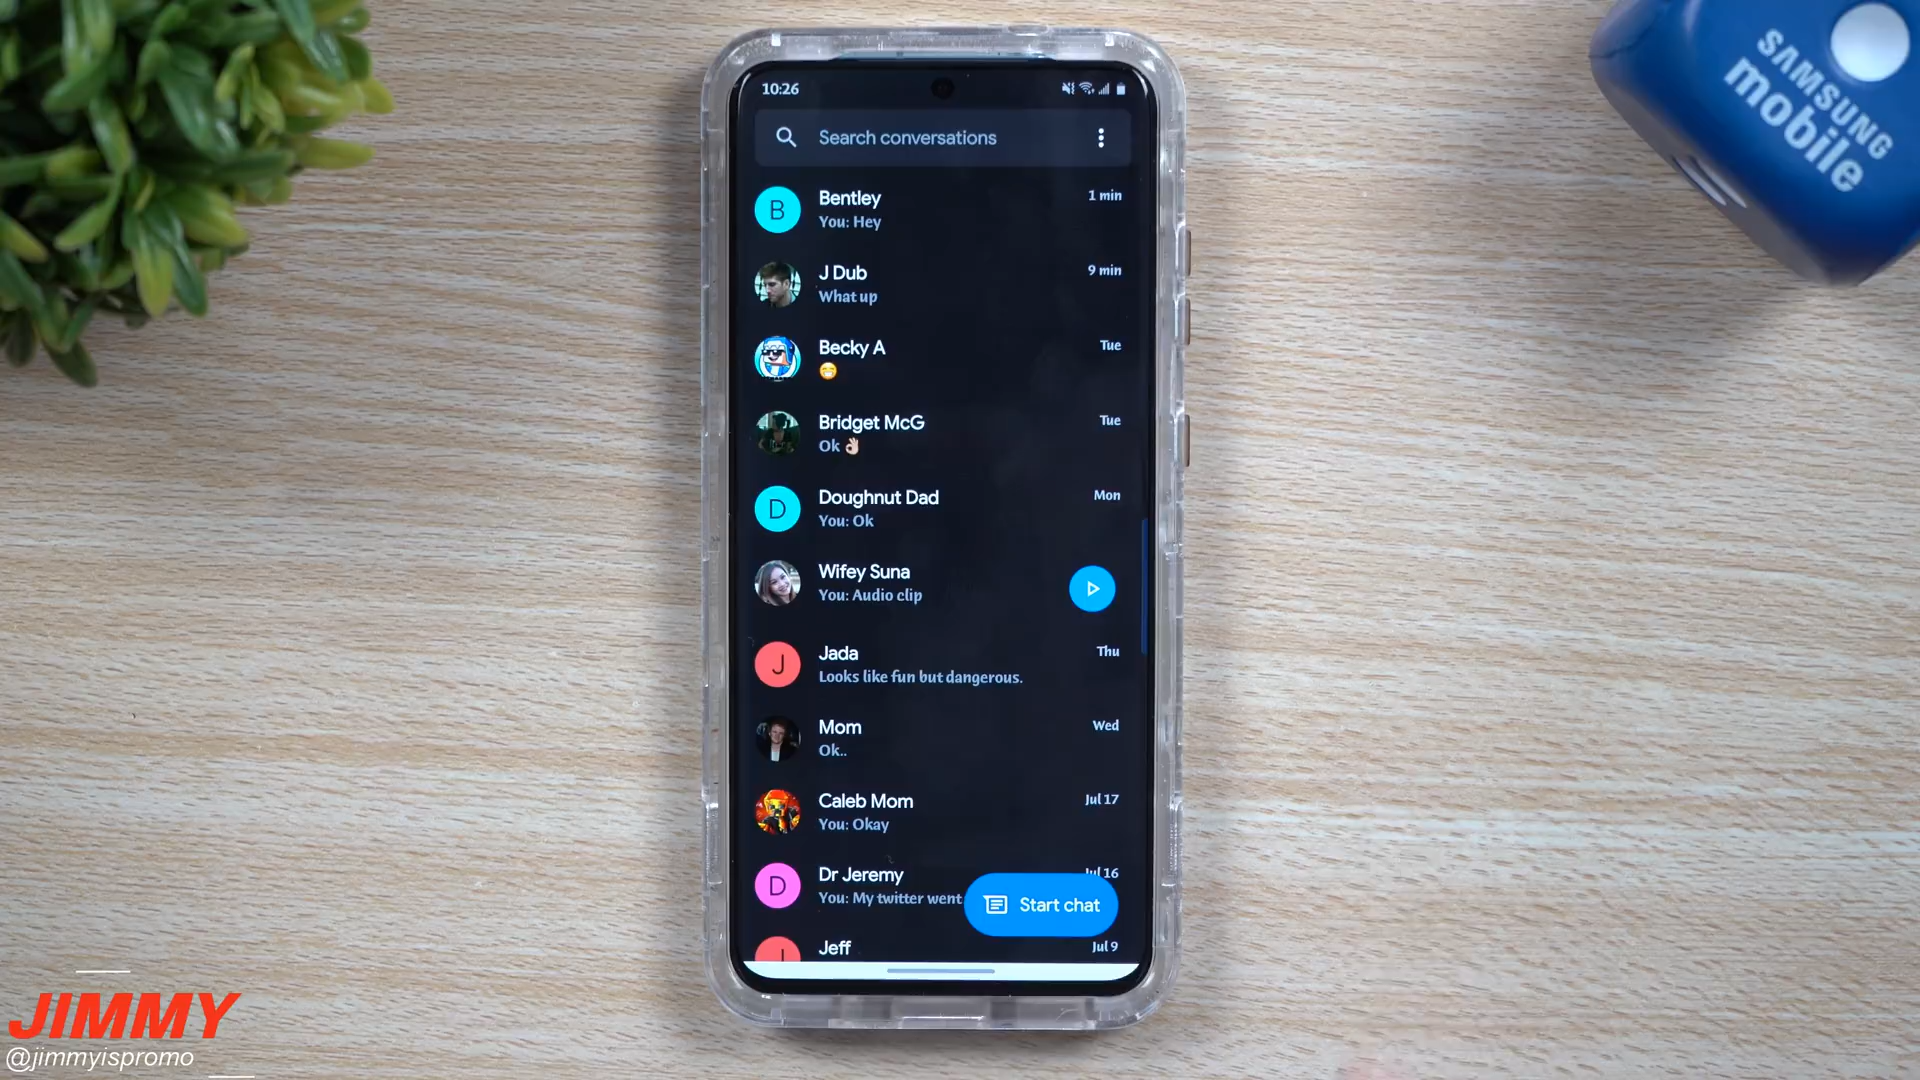 SAMSUNG
mobile
10:26
Search conversations
B
Bentley
1 min
You: Hey
J Dub
9 min
What up
Becky A
Tue
😁
Bridget McG
Tue
Ok 👌🏻
D
Doughnut Dad
Mon
You: Ok
Wifey Suna
You: Audio clip
J
Jada
Thu
Looks like fun but dangerous.
Mom
Wed
Ok..
Caleb Mom
Jul 17
You: Okay
D
Dr Jeremy
Jul 16
You: My twitter went
Start chat
Jeff
Jul 9
JIMMY
@jimmyispromo